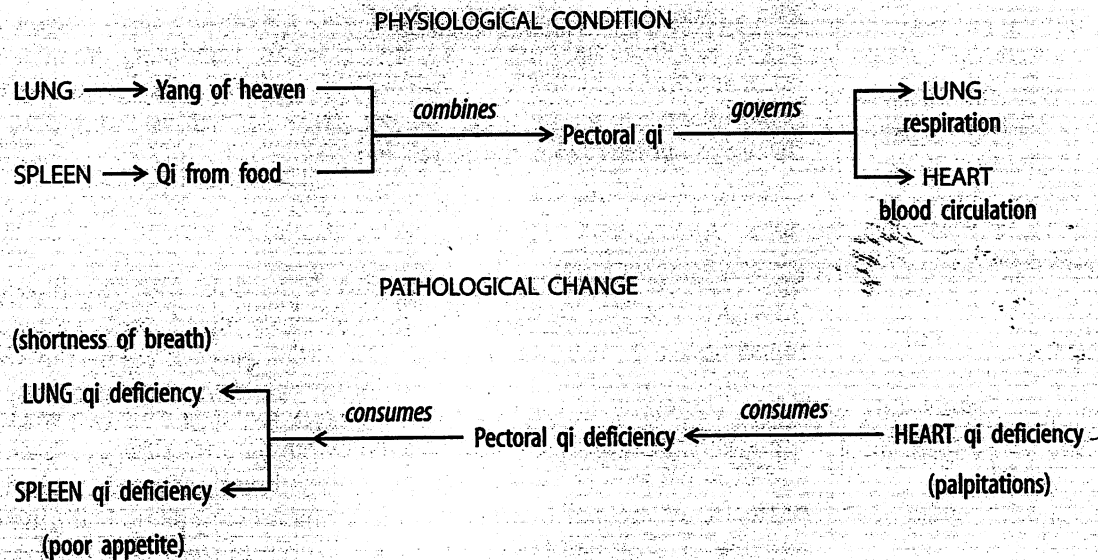 PHYSIOLOGICAL CONDITION
LUNG Yang of heaven
combines governs LUNG
Pectoral qi respiration
SPLEEN Qi from food HEART
blood circulation
PATHOLOGICAL CHANGE
(shortness of breath)
LUNG qi deficiency
consumes consumes
Pectoral qi deficiency HEART qi deficiency
SPLEEN qi deficiency (palpitations)
(poor appetite)